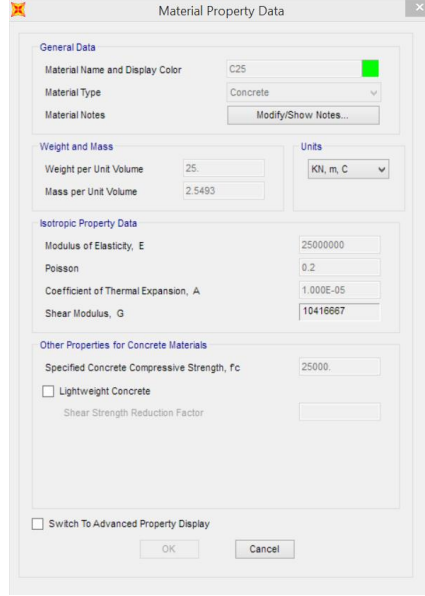 Material Property Data
General Data
Material Name and Display Color C25
Material Type Concrete
Material Notes Modify/Show Notes...
Weight and Mass Units
Weight per Unit Volume 25. KN, m, C
Mass per Unit Volume 2.5493
Isotropic Property Data
Modulus of Elasticity, E 25000000
Poisson 0.2
Coefficient of Thermal Expansion, A 1.000E-05
Shear Modulus, G 10416667
Other Properties for Concrete Materials
Specified Concrete Compressive Strength, f'c 25000.
Lightweight Concrete
Shear Strength Reduction Factor
Switch To Advanced Property Display
OK Cancel